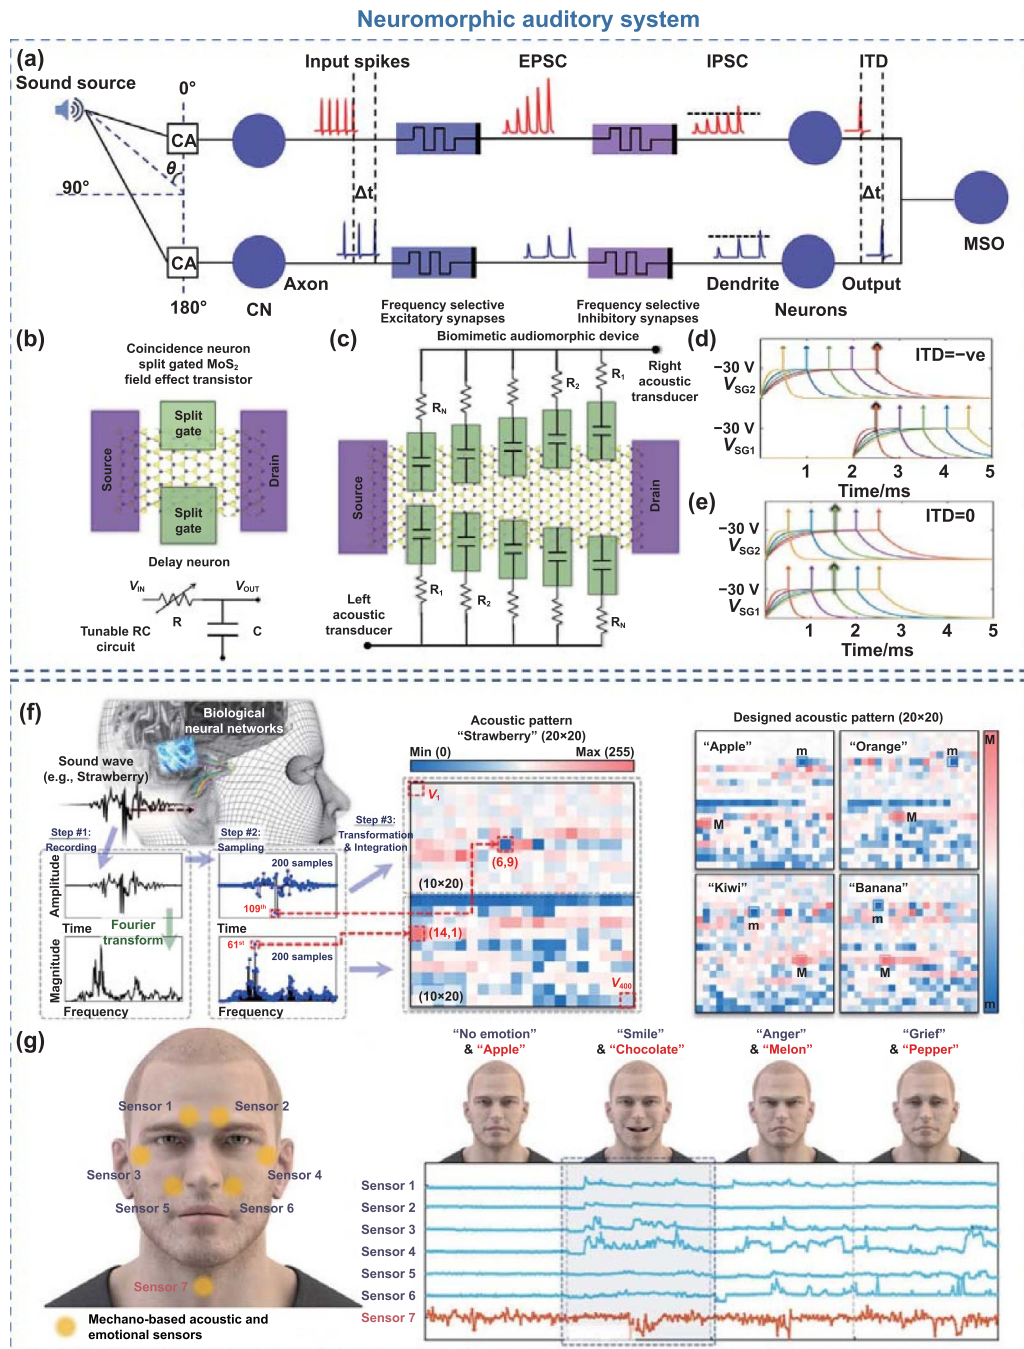 Neuromorphic auditory system
(a)
Input spikes
EPSC
IPSC
ITD
Sound source
0°
CA
θ
90°
Δt
Δt
MSO
CA
Axon
Dendrite
Output
180°
CN
Neurons
Frequency selective
Excitatory synapses
Frequency selective
Inhibitory synapses
(b)
Coincidence neuron
split gated MoS₂
field effect transistor
Split
gate
Source
Drain
Split
gate
Delay neuron
V_IN
V_OUT
R
Tunable RC
circuit
C
(c)
Biomimetic audiomorphic device
Right
acoustic
transducer
R_N
R₂
R₁
Source
Drain
R₁
R₂
R_N
Left
acoustic
transducer
(d)
ITD=−ve
−30 V
V_SG2
−30 V
V_SG1
1 2 3 4 5
Time/ms
(e)
ITD=0
−30 V
V_SG2
−30 V
V_SG1
1 2 3 4 5
Time/ms
(f)
Biological
neural networks
Sound wave
(e.g., Strawberry)
Step #1:
Recording
Step #2:
Sampling
Step #3:
Transformation
& Integration
Amplitude
Time
Fourier
transform
Magnitude
Frequency
200 samples
109th
Time
61st
200 samples
Frequency
Acoustic pattern
“Strawberry” (20×20)
Min (0)
Max (255)
V₁
(6,9)
(10×20)
(14,1)
V₄₀₀
(10×20)
Designed acoustic pattern (20×20)
“Apple”
m
M
“Orange”
m
M
“Kiwi”
m
M
“Banana”
m
M
M
m
(g)
Sensor 1
Sensor 2
Sensor 3
Sensor 4
Sensor 5
Sensor 6
Sensor 7
Mechano-based acoustic and
emotional sensors
“No emotion”
& “Apple”
“Smile”
& “Chocolate”
“Anger”
& “Melon”
“Grief”
& “Pepper”
Sensor 1
Sensor 2
Sensor 3
Sensor 4
Sensor 5
Sensor 6
Sensor 7